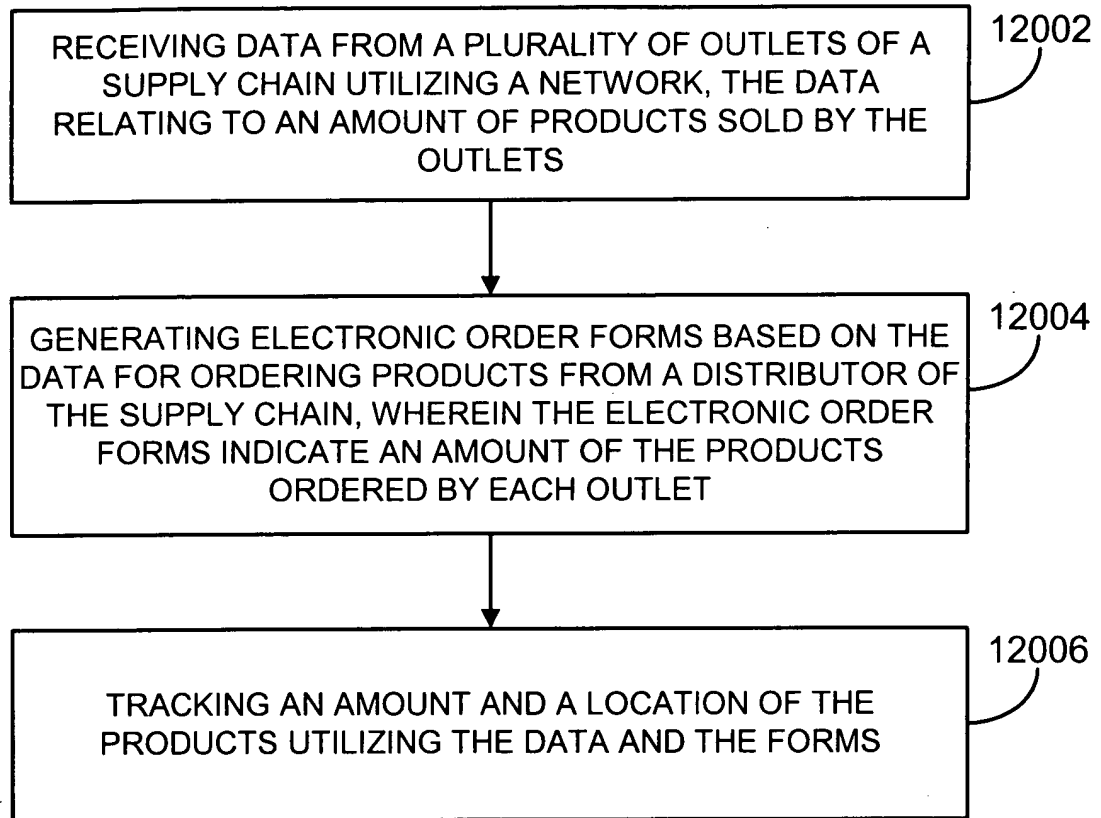 RECEIVING DATA FROM A PLURALITY OF OUTLETS OF A
SUPPLY CHAIN UTILIZING A NETWORK, THE DATA
RELATING TO AN AMOUNT OF PRODUCTS SOLD BY THE
OUTLETS
12002
GENERATING ELECTRONIC ORDER FORMS BASED ON THE
DATA FOR ORDERING PRODUCTS FROM A DISTRIBUTOR OF
THE SUPPLY CHAIN, WHEREIN THE ELECTRONIC ORDER
FORMS INDICATE AN AMOUNT OF THE PRODUCTS
ORDERED BY EACH OUTLET
12004
TRACKING AN AMOUNT AND A LOCATION OF THE
PRODUCTS UTILIZING THE DATA AND THE FORMS
12006